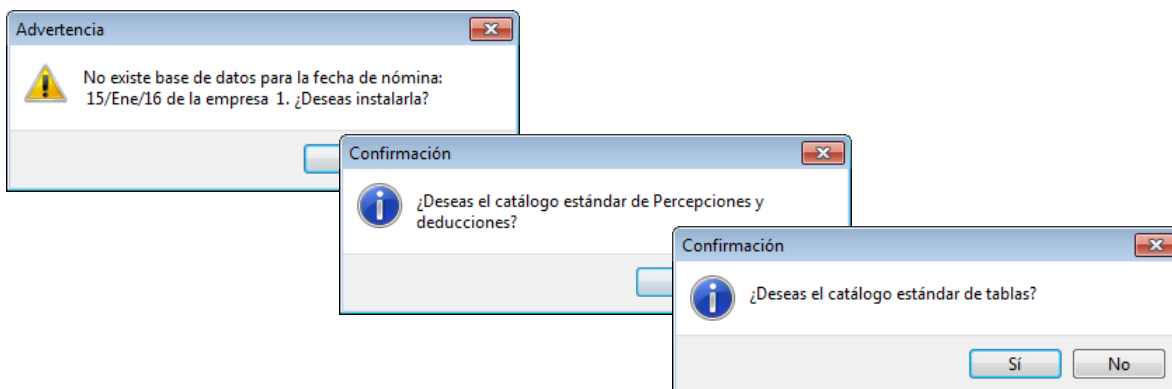 Advertencia
No existe base de datos para la fecha de nómina:
15/Ene/16 de la empresa 1. ¿Deseas instalarla?
Confirmación
¿Deseas el catálogo estándar de Percepciones y
deducciones?
Confirmación
¿Deseas el catálogo estándar de tablas?
Sí
No